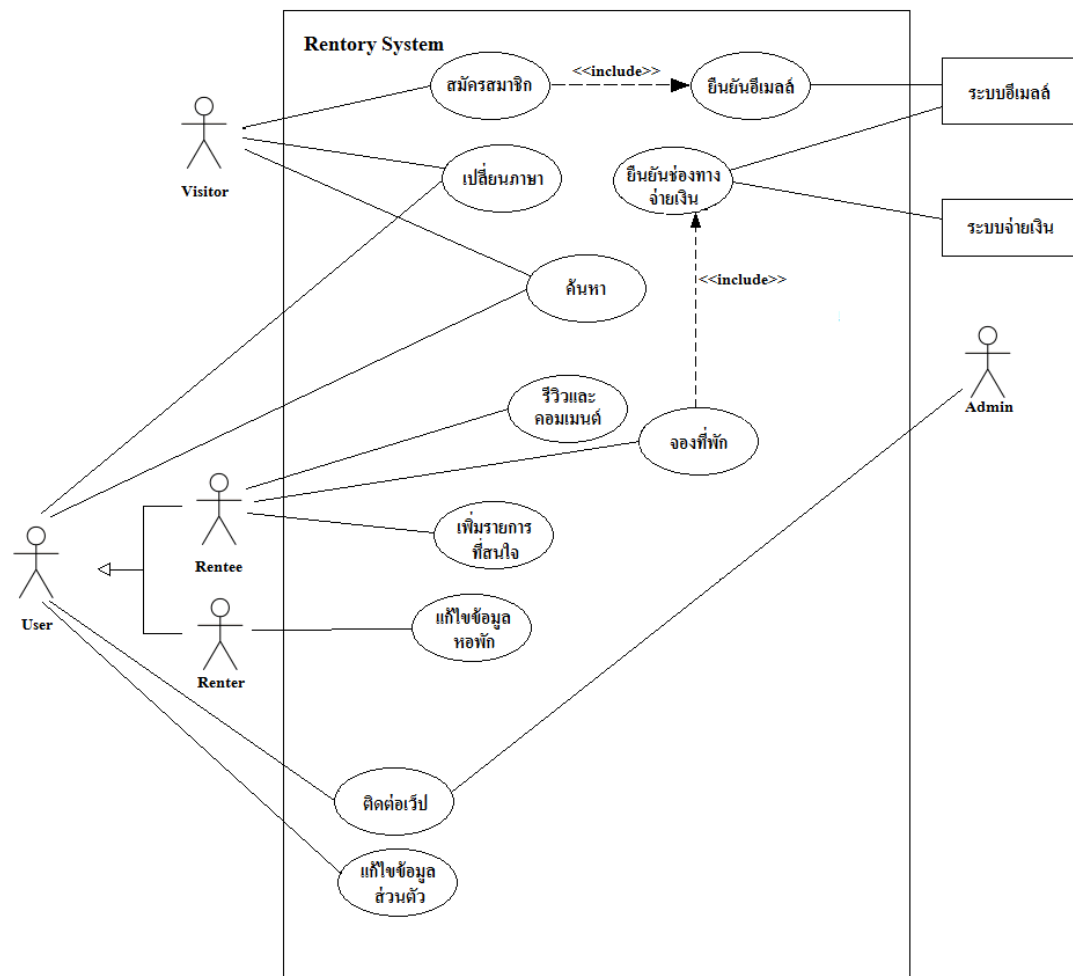 Rentory System
สมัครสมาชิก
<<include>>
ยืนยันอีเมลล์
ระบบอีเมลล์
Visitor
เปลี่ยนภาษา
ยืนยันช่องทาง
จ่ายเงิน
ระบบจ่ายเงิน
ค้นหา
<<include>>
รีวิวและ
คอมเมนต์
จองที่พัก
Admin
Rentee
เพิ่มรายการ
ที่สนใจ
User
Renter
แก้ไขข้อมูล
หอพัก
ติดต่อเว็ป
แก้ไขข้อมูล
ส่วนตัว